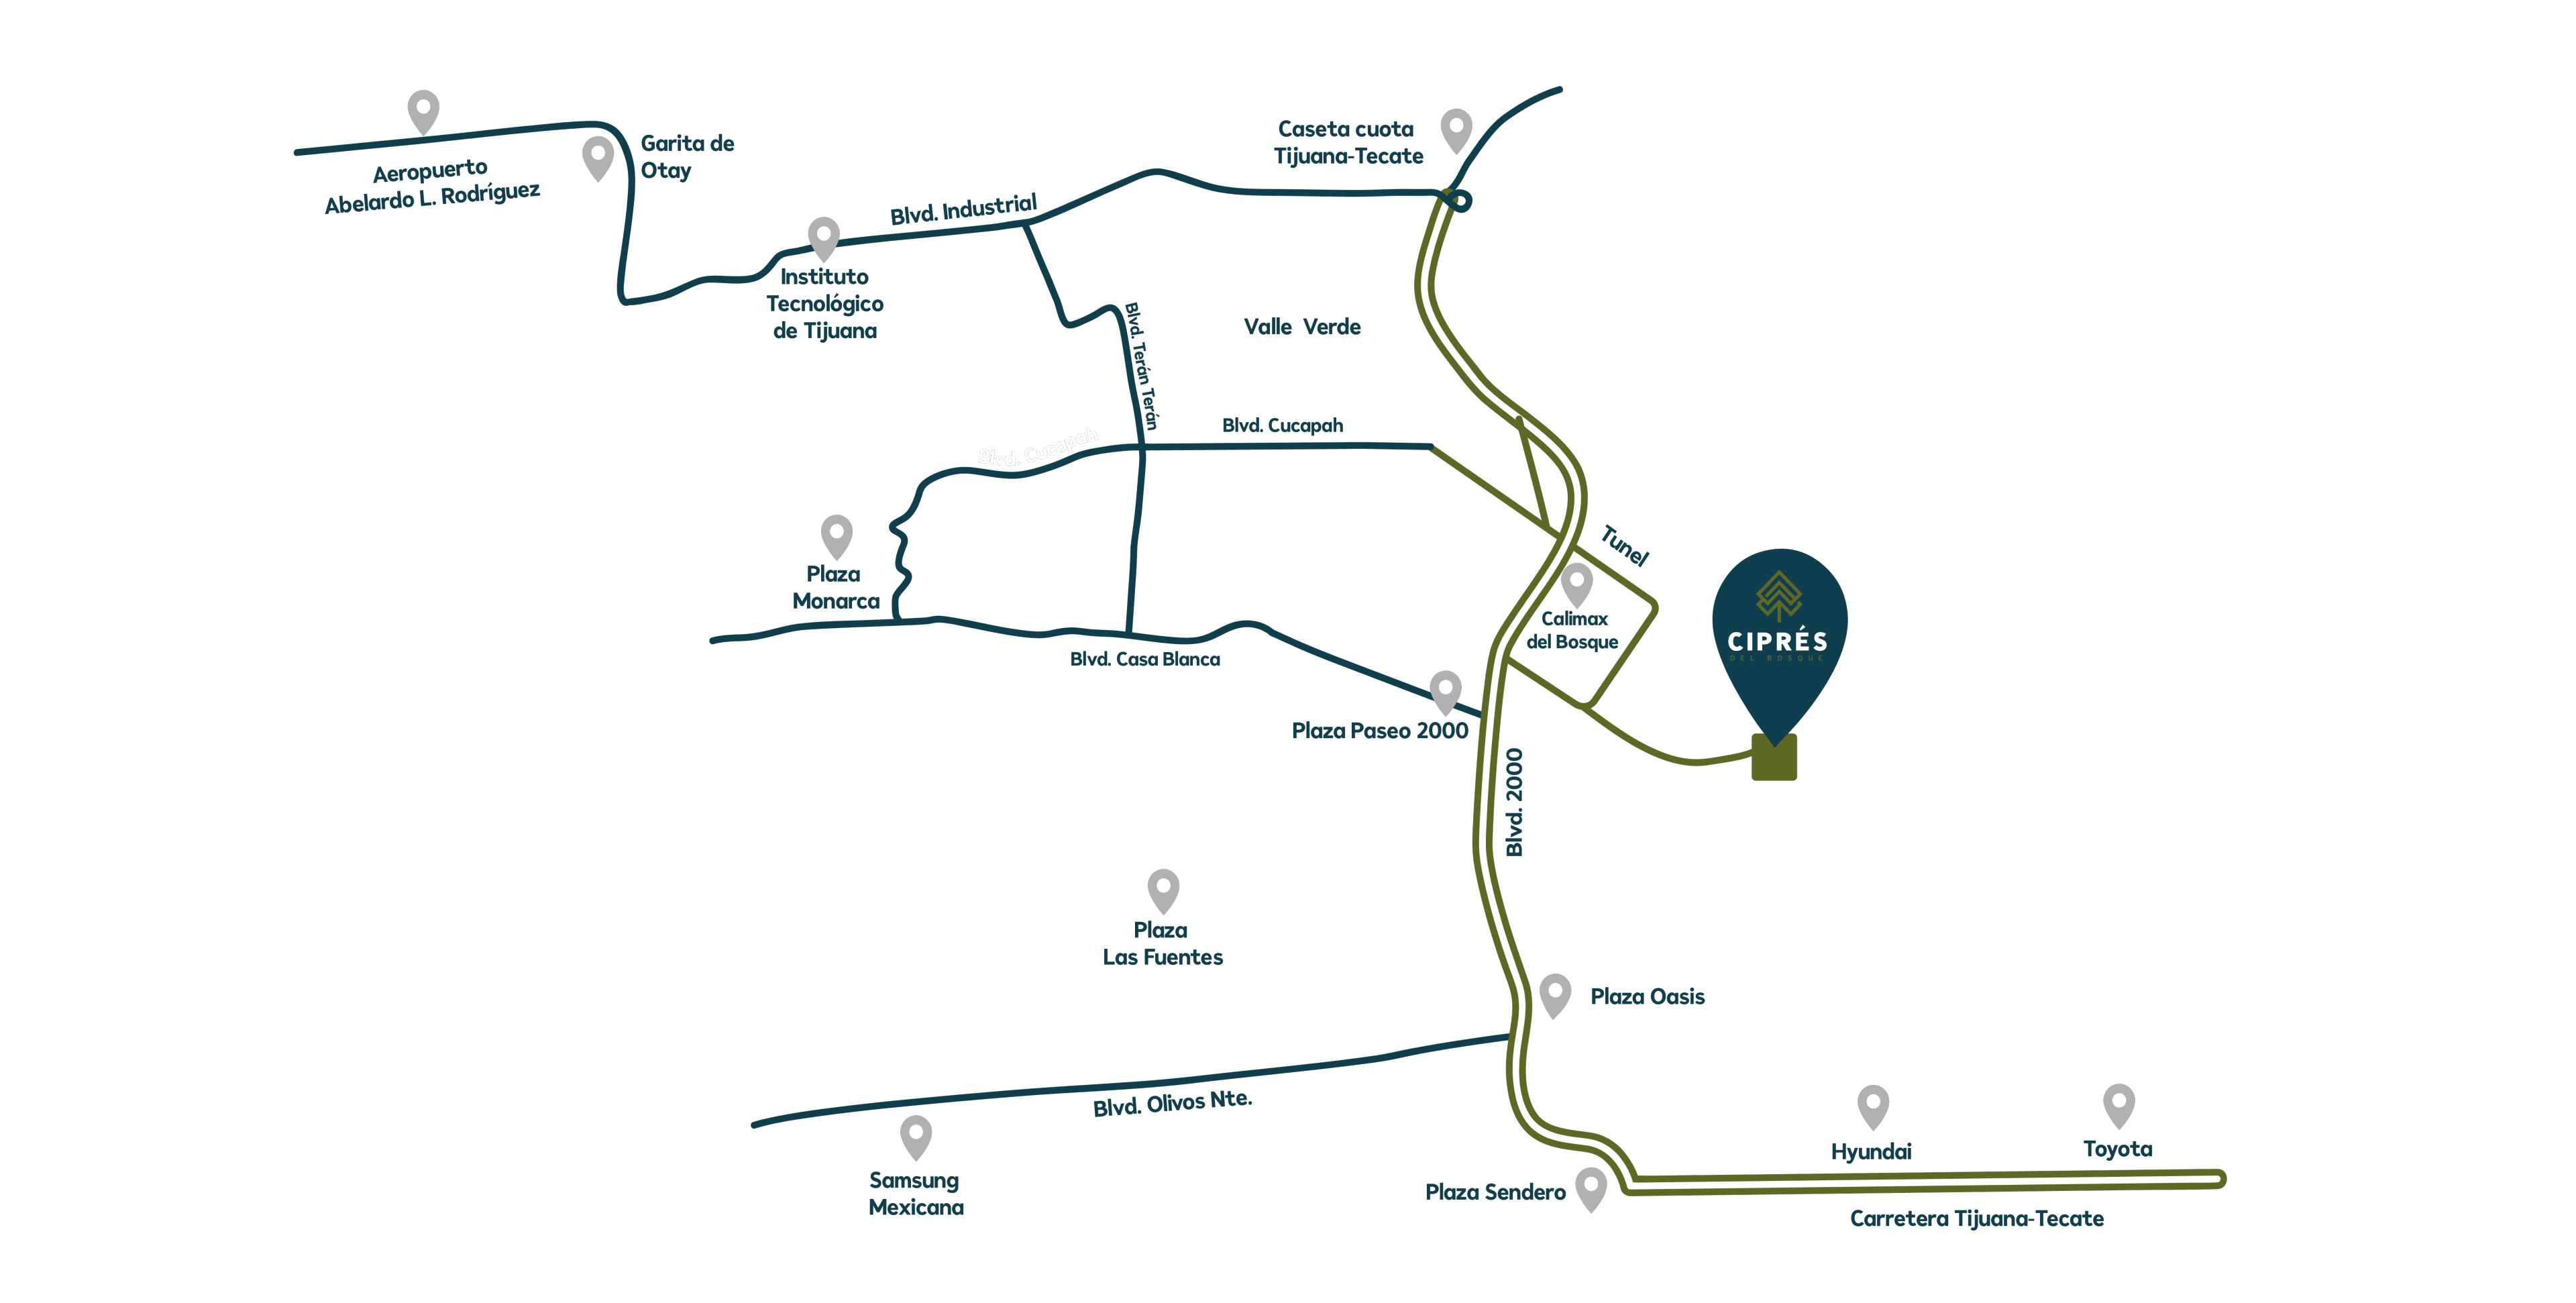 Garita de
Otay
Aeropuerto
Abelardo L. Rodríguez
Caseta cuota
Tijuana-Tecate
Blvd. Industrial
Instituto
Tecnológico
de Tijuana
Blvd. Terán Terán
Valle Verde
Blvd. Cucapah
Blvd. Cucapah
Tunel
Plaza
Monarca
Calimax
del Bosque
CIPRÉS
DEL BOSQUE
Blvd. Casa Blanca
Plaza Paseo 2000
Blvd. 2000
Plaza
Las Fuentes
Plaza Oasis
Blvd. Olivos Nte.
Samsung
Mexicana
Plaza Sendero
Hyundai
Toyota
Carretera Tijuana-Tecate